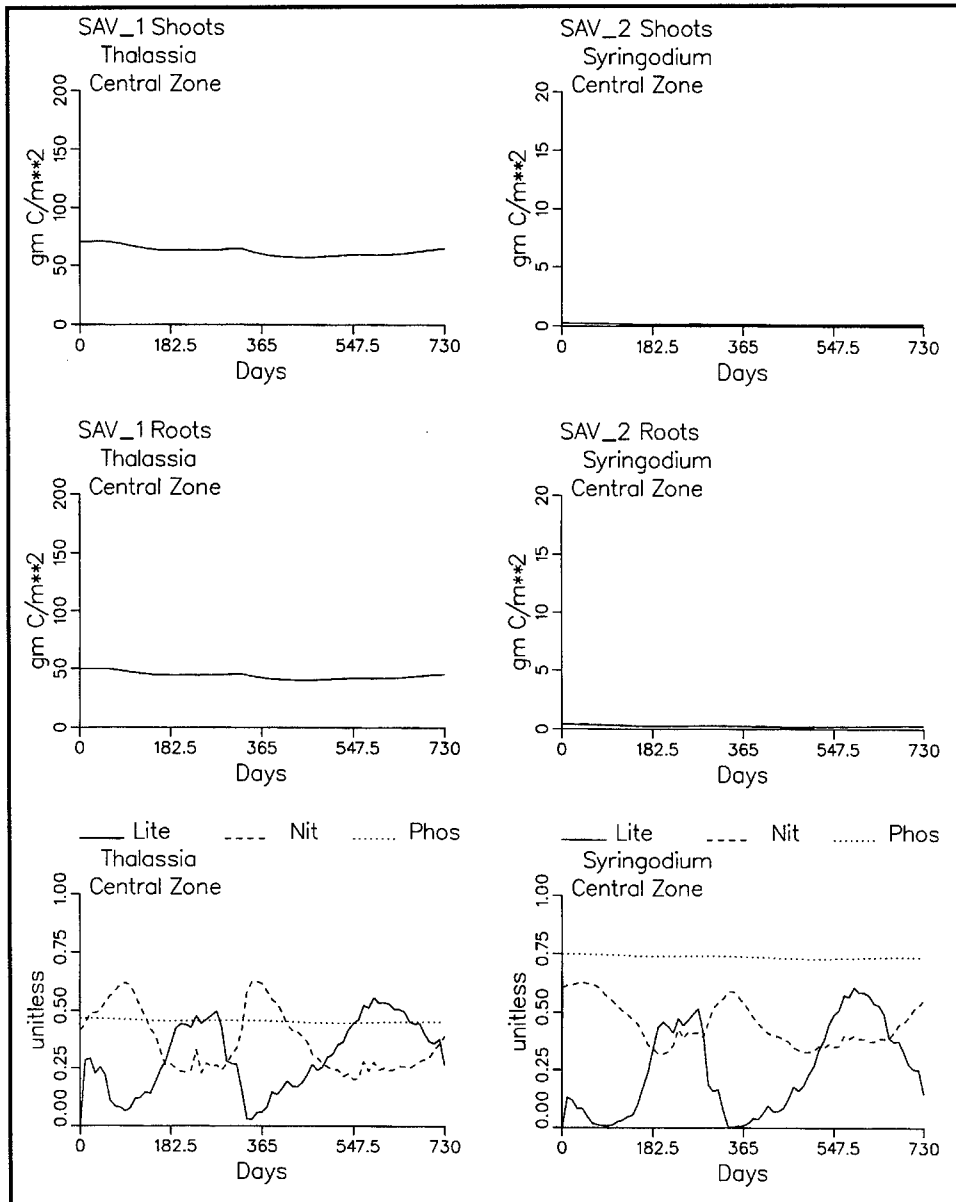 SAV_1 Shoots
Thalassia
Central Zone
200
150
100
50
0
gm C/m**2
0 182.5 365 547.5 730
Days
SAV_2 Shoots
Syringodium
Central Zone
20
15
10
5
0
gm C/m**2
0 182.5 365 547.5 730
Days
SAV_1 Roots
Thalassia
Central Zone
200
150
100
50
0
gm C/m**2
0 182.5 365 547.5 730
Days
SAV_2 Roots
Syringodium
Central Zone
20
15
10
5
0
gm C/m**2
0 182.5 365 547.5 730
Days
Lite Nit Phos
Thalassia
Central Zone
1.00
0.75
0.50
0.25
0.00
unitless
0 182.5 365 547.5 730
Days
Lite Nit Phos
Syringodium
Central Zone
1.00
0.75
0.50
0.25
0.00
unitless
0 182.5 365 547.5 730
Days